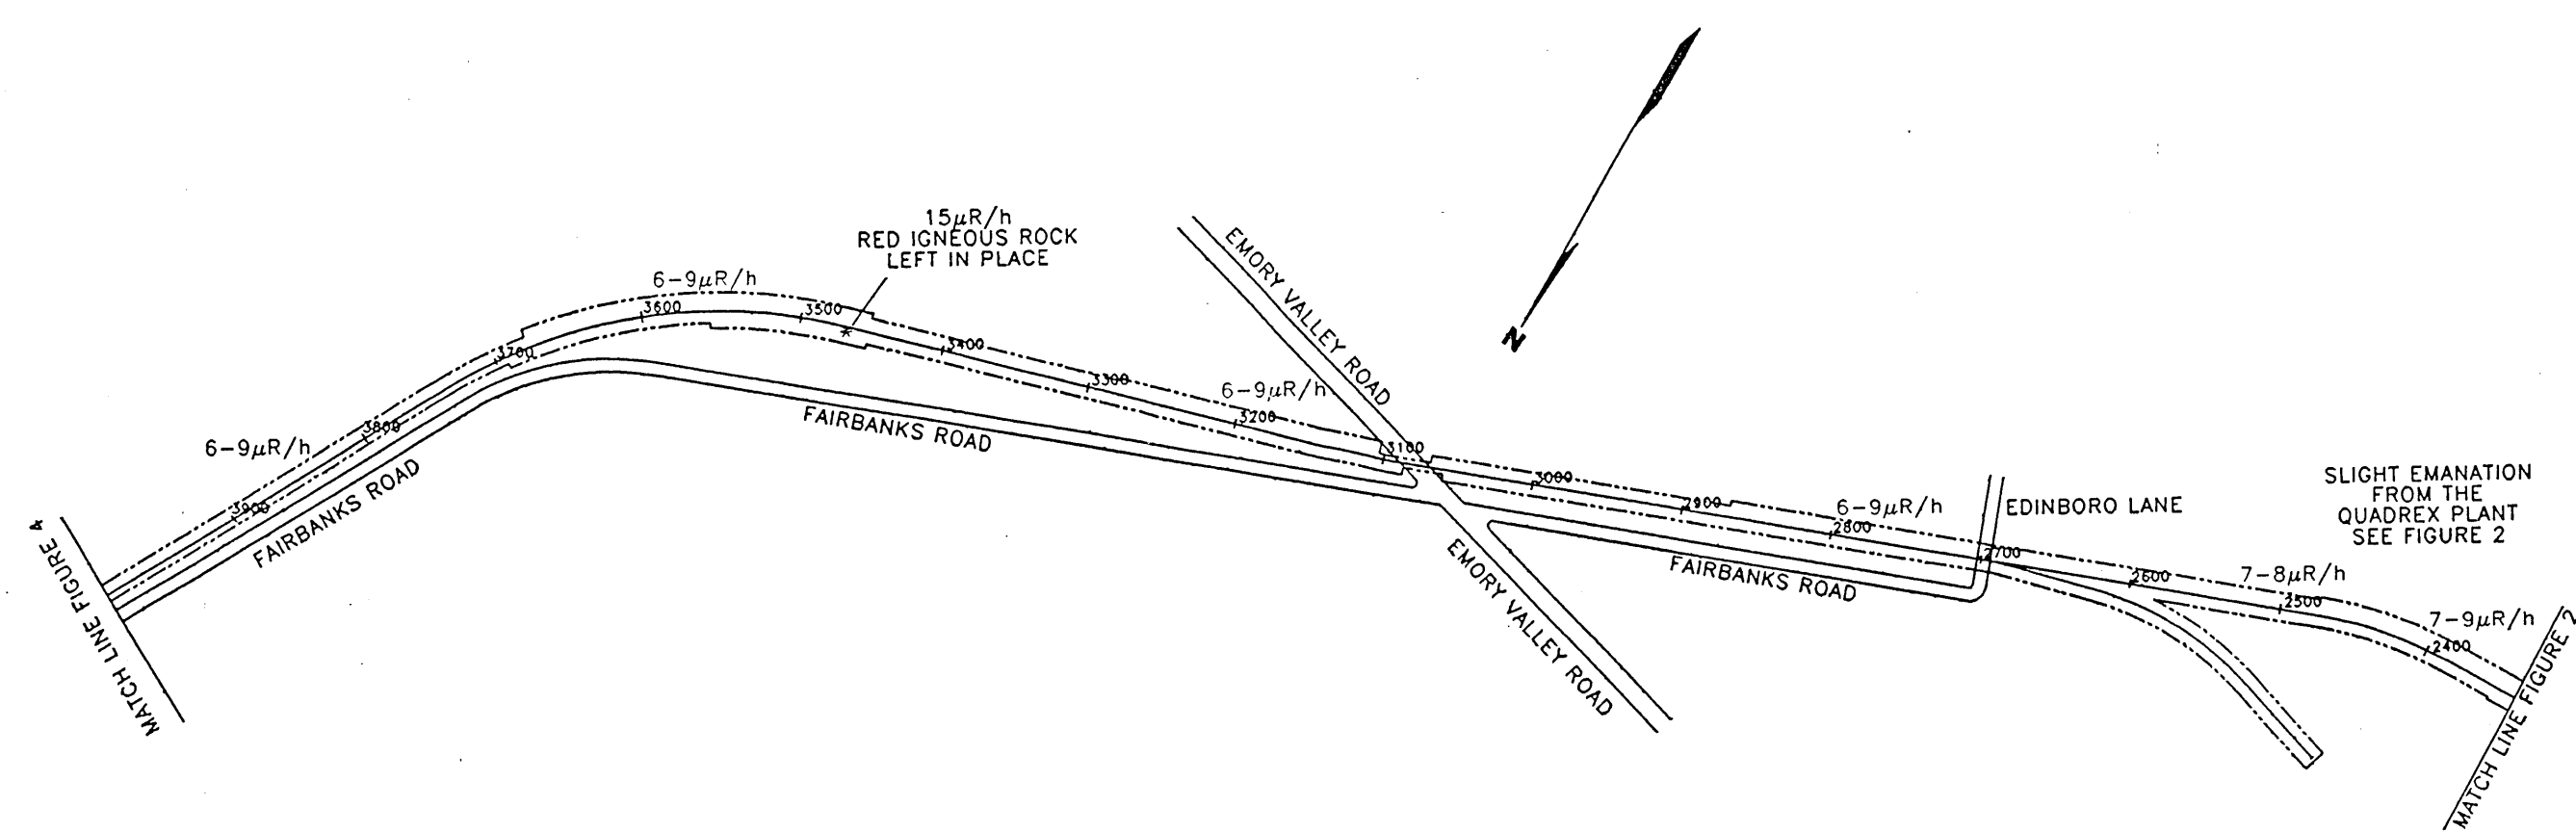 15μR/h
RED IGNEOUS ROCK
LEFT IN PLACE
6-9μR/h
3600
3500
3700
3400
3300
3200
6-9μR/h
EMORY VALLEY ROAD
N
3800
6-9μR/h
3900
FAIRBANKS ROAD
FAIRBANKS ROAD
MATCH LINE FIGURE 4
3100
3000
2900
6-9μR/h
2800
2700
EDINBORO LANE
SLIGHT EMANATION
FROM THE
QUADREX PLANT
SEE FIGURE 2
EMORY VALLEY ROAD
FAIRBANKS ROAD
2600
7-8μR/h
2500
7-9μR/h
2400
MATCH LINE FIGURE 2